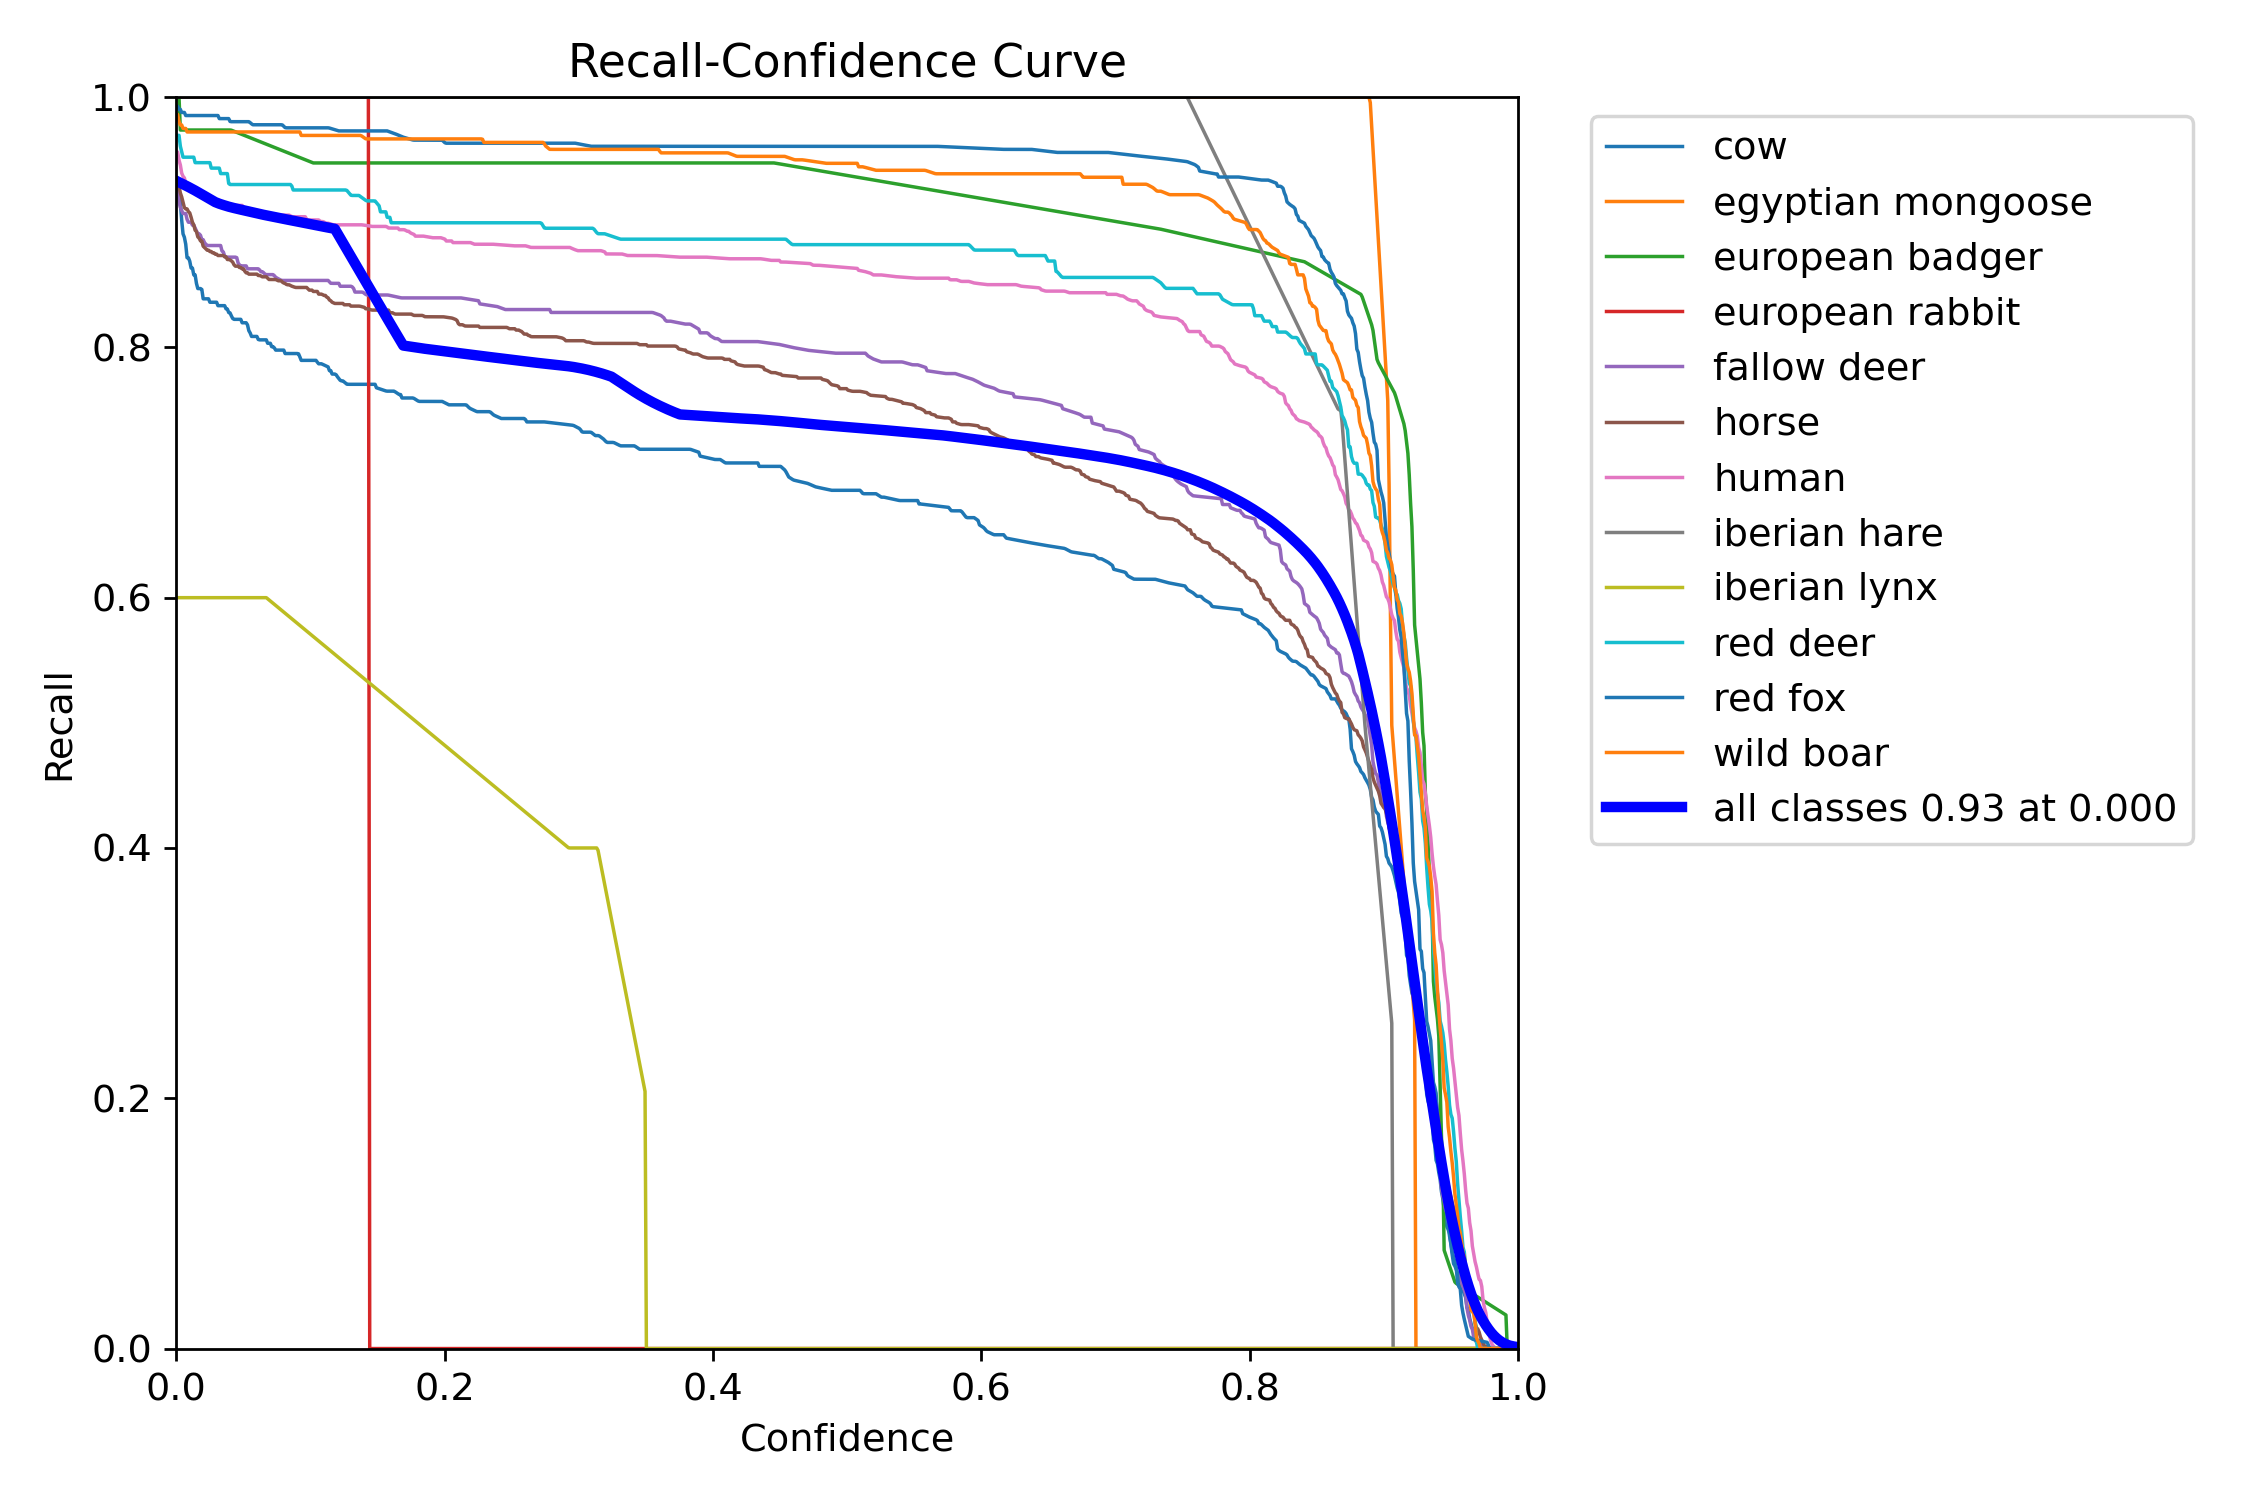 Recall-Confidence Curve
1.0
0.8
0.6
0.4
0.2
0.0
Recall
0.0 0.2 0.4 0.6 0.8 1.0
Confidence
cow
egyptian mongoose
european badger
european rabbit
fallow deer
horse
human
iberian hare
iberian lynx
red deer
red fox
wild boar
all classes 0.93 at 0.000